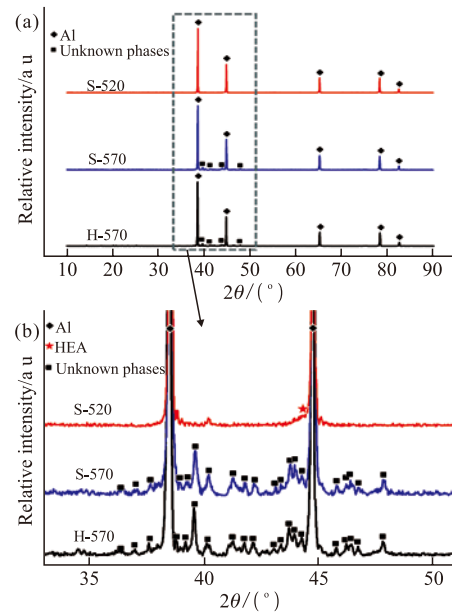 (a)
Relative intensity/a u
Al
Unknown phases
S-520
S-570
H-570
10 20 30 40 50 60 70 80 90
2θ/(°)
(b)
Relative intensity/a u
Al
HEA
Unknown phases
S-520
S-570
H-570
35 40 45 50
2θ/(°)